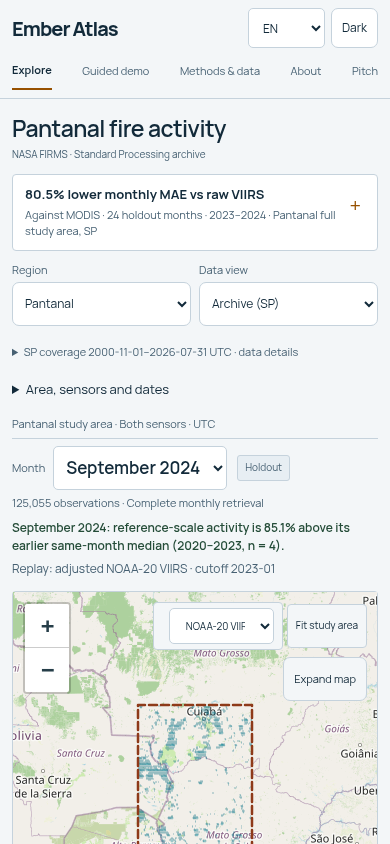 Ember Atlas
EN
Dark
Explore
Guided demo
Methods & data
About
Pitch
Pantanal fire activity
NASA FIRMS · Standard Processing archive
80.5% lower monthly MAE vs raw VIIRS
Against MODIS · 24 holdout months · 2023–2024 · Pantanal full
study area, SP
+
Region
Data view
Pantanal
Archive (SP)
SP coverage 2000-11-01–2026-07-31 UTC · data details
Area, sensors and dates
Pantanal study area · Both sensors · UTC
Month
September 2024
Holdout
125,055 observations · Complete monthly retrieval
September 2024: reference-scale activity is 85.1% above its
earlier same-month median (2020–2023, n = 4).
Replay: adjusted NOAA-20 VIIRS · cutoff 2023-01
+
−
NOAA-20 VIIF
Fit study area
Expand map
Mato Grosso
Cuiabá
Goiás
olivia
Santa Cruz
Goiânia
Santa Cruz
de la Sierra
Uber
Mato Grosso
São José